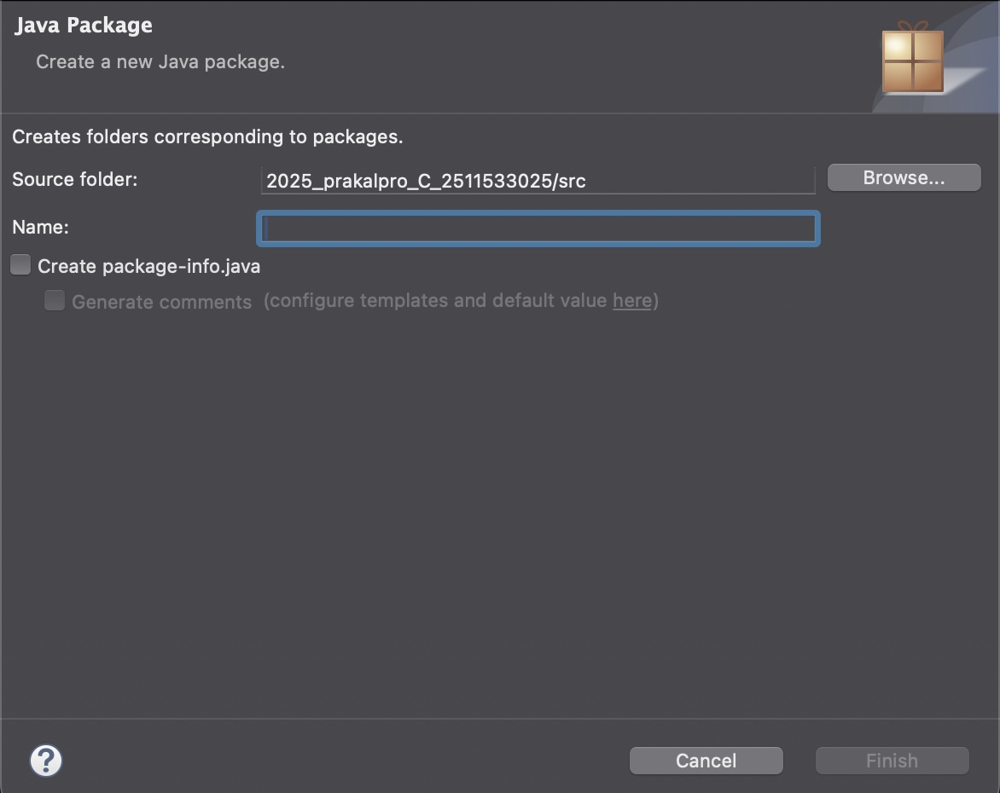 Java Package
Create a new Java package.
Creates folders corresponding to packages.
Source folder: 2025_prakalpro_C_2511533025/src Browse...
Name:
Create package-info.java
Generate comments (configure templates and default value here)
? Cancel Finish